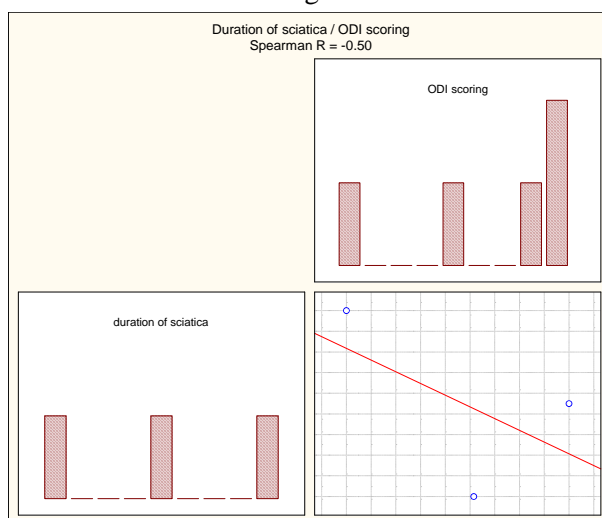 Duration of sciatica / ODI scoring
Spearman R = -0.50
ODI scoring
duration of sciatica